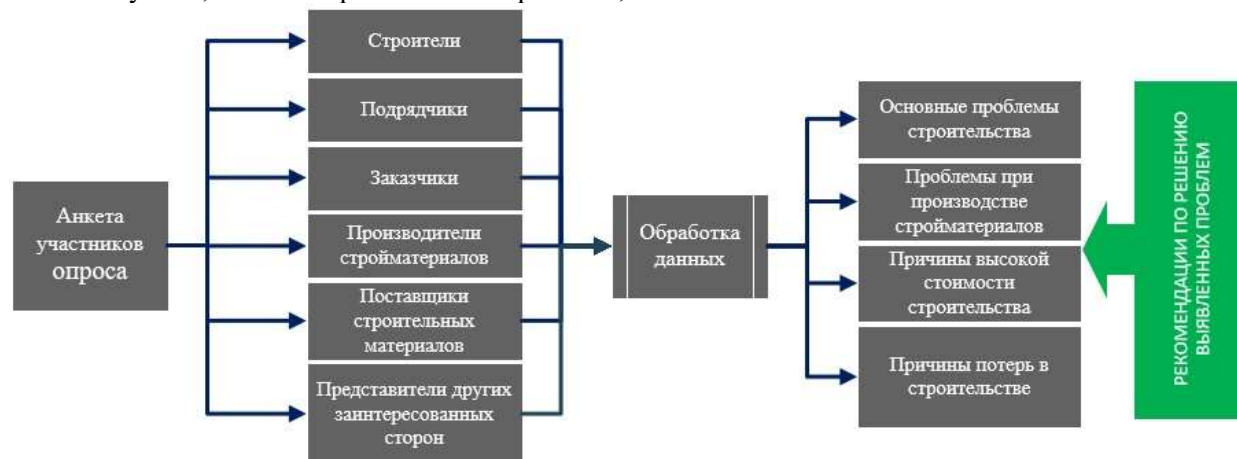 Анкета
участников
опроса
Строители
Подрядчики
Заказчики
Производители
стройматериалов
Поставщики
строительных
материалов
Представители других
заинтересованных
сторон
Обработка
данных
Основные проблемы
строительства
Проблемы при
производстве
стройматериалов
Причины высокой
стоимости
строительства
Причины потерь в
строительстве
РЕКОМЕНДАЦИИ ПО РЕШЕНИЮ
ВЫЯВЛЕННЫХ ПРОБЛЕМ